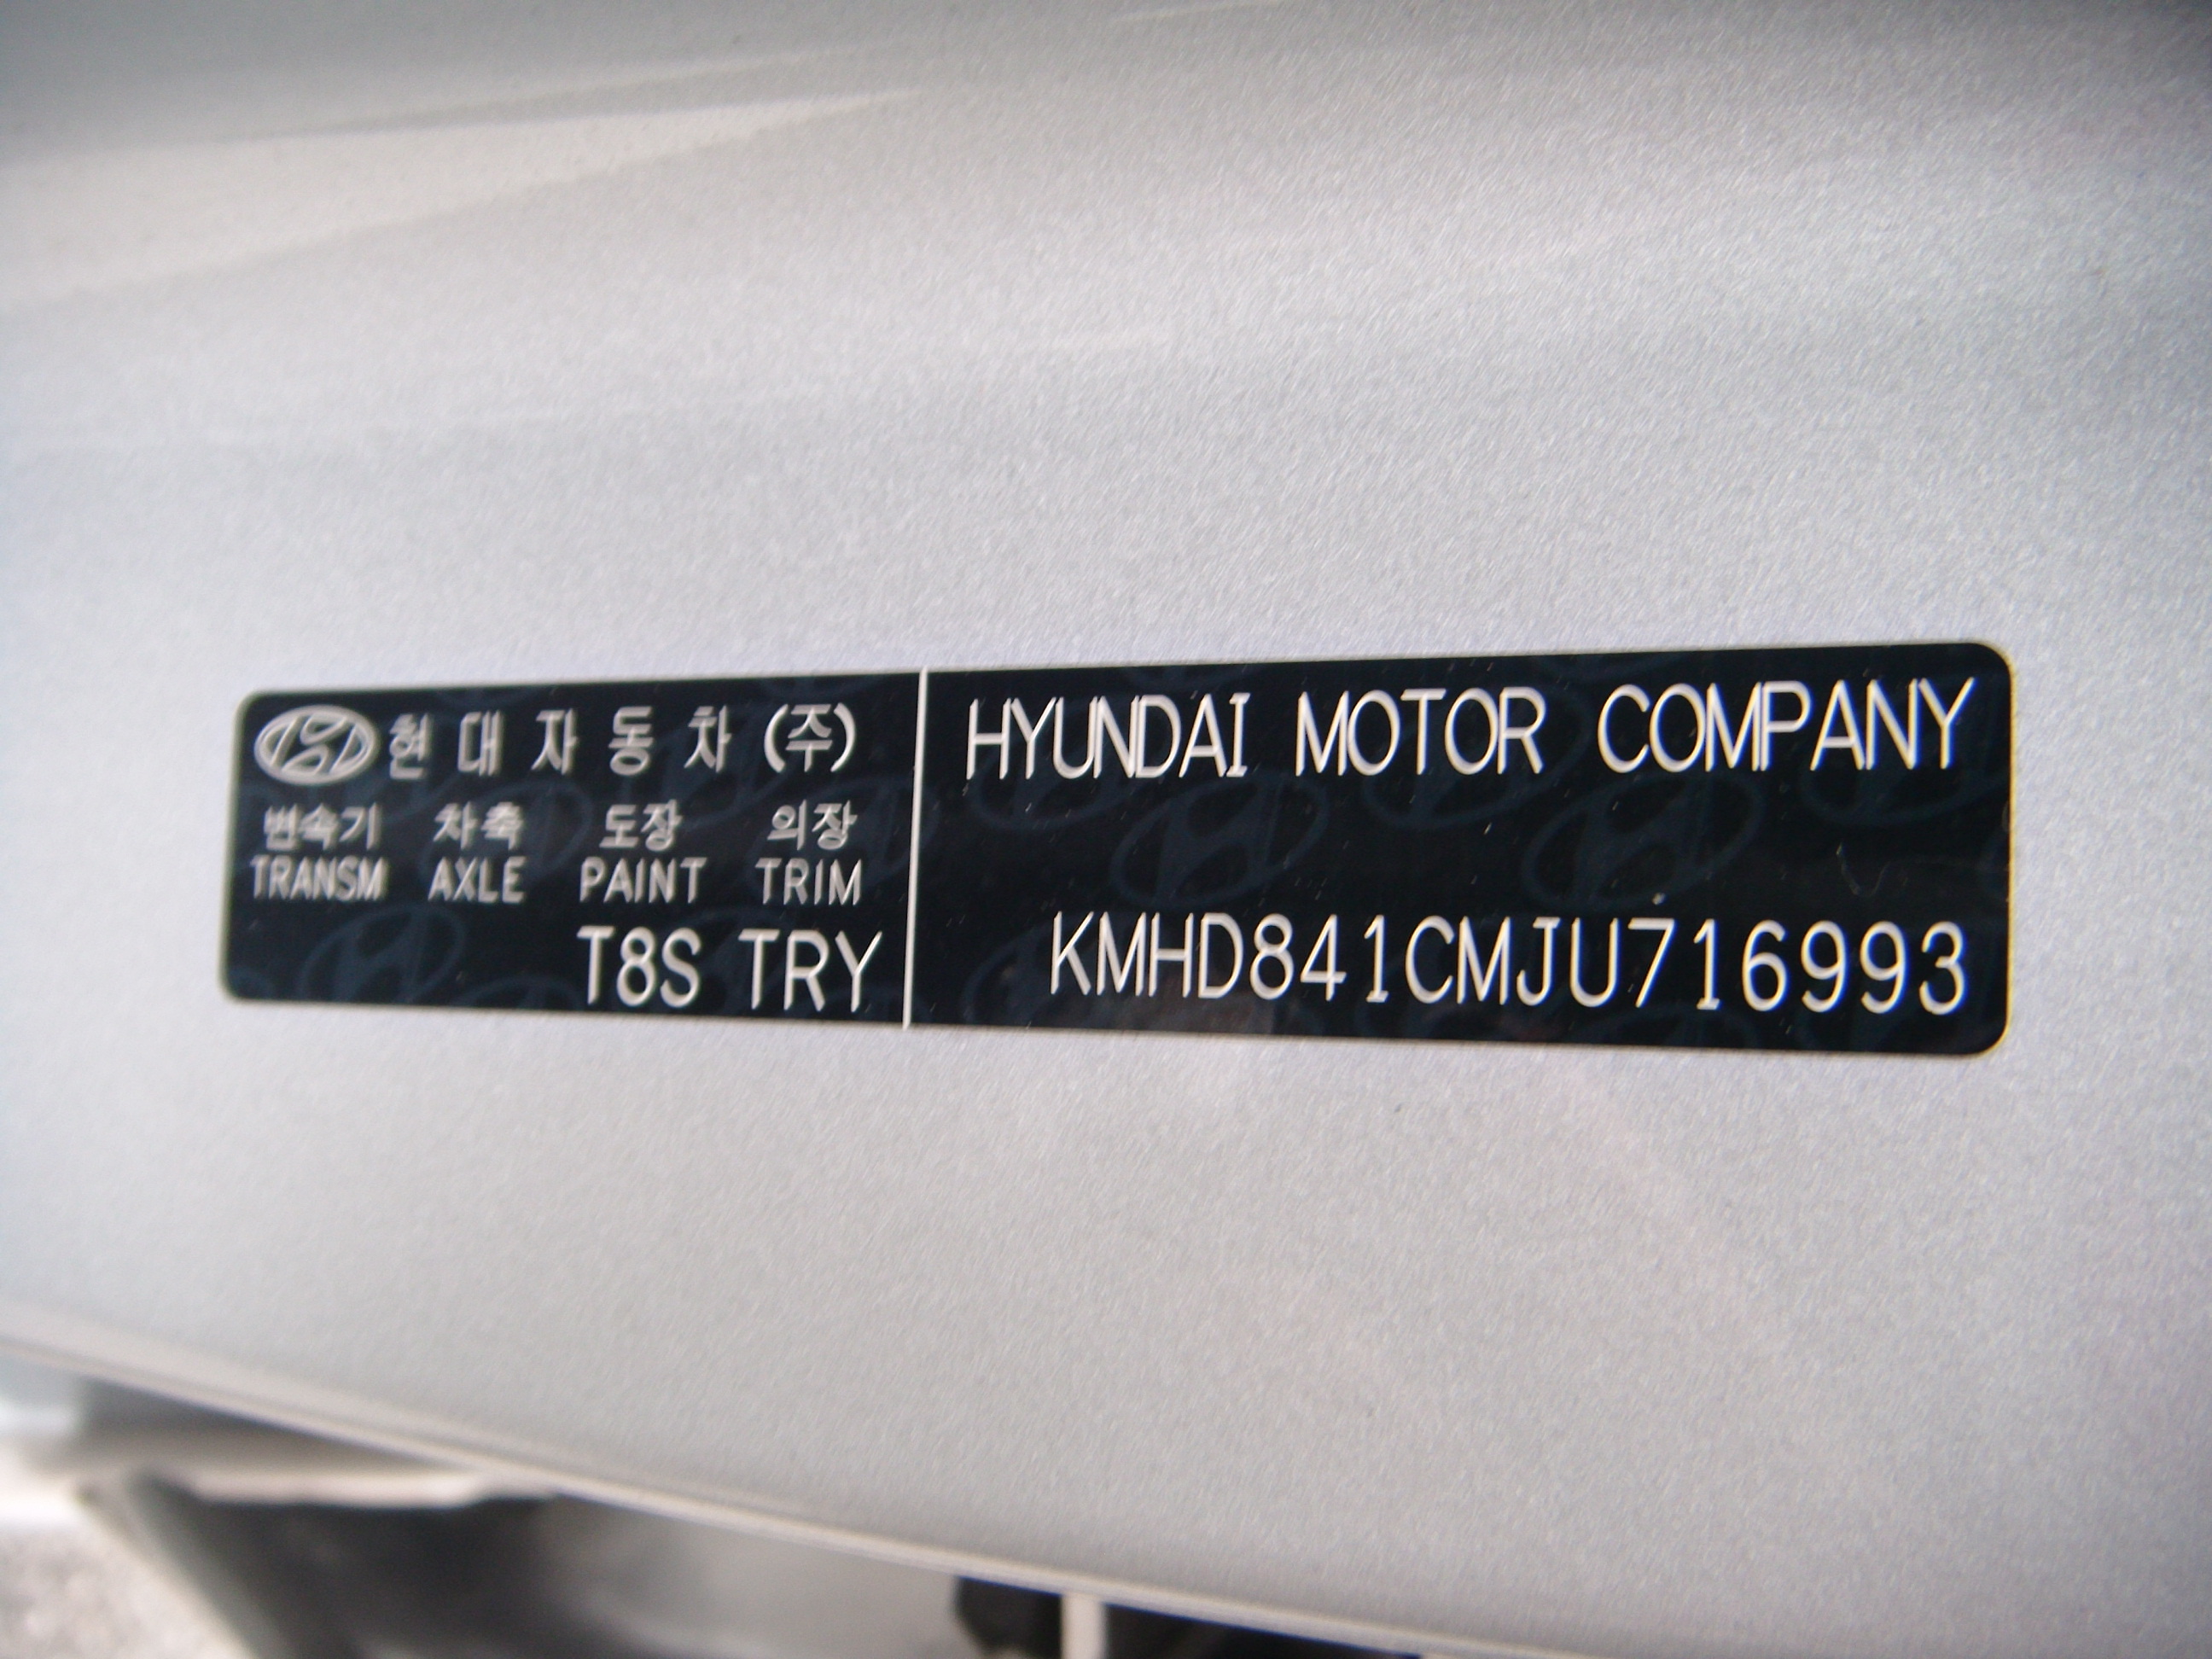 현대자동차(주)
변속기 차축 도장 의장
TRANSM AXLE PAINT TRIM
T8S TRY
HYUNDAI MOTOR COMPANY
KMHD841CMJU716993